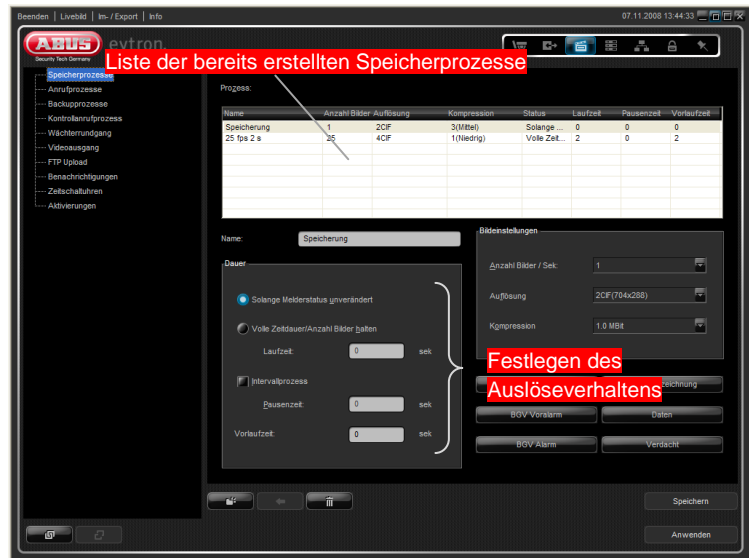 Beenden | Livebild | Im- / Export | Info
07.11.2008 13:44:33
ABUS
Security Tech Germany
eytron.
Liste der bereits erstellten Speicherprozesse
Speicherprozesse
Anrufprozesse
Backupprozesse
Kontrollanrufprozess
Wächterrundgang
Videoausgang
FTP Upload
Benachrichtigungen
Zeitschaltuhren
Aktivierungen
Prozess:
Name Anzahl Bilder Auflösung Kompression Status Laufzeit Pausenzeit Vorlaufzeit
Speicherung 1 2CIF 3(Mittel) Solange ... 0 0 0
25 fps 2 s 25 4CIF 1(Niedrig) Volle Zeit... 2 0 2
Name: Speicherung
Dauer
Solange Melderstatus unverändert
Volle Zeitdauer/Anzahl Bilder halten
Laufzeit: 0 sek
Intervallprozess
Pausenzeit: 0 sek
Vorlaufzeit: 0 sek
Bildeinstellungen
Anzahl Bilder / Sek: 1
Auflösung 2CIF(704x288)
Kompression 1.0 MBit
Festlegen des
Auslöseverhaltens
zeichnung
BGV Voralarm Daten
BGV Alarm Verdacht
Speichern
Anwenden